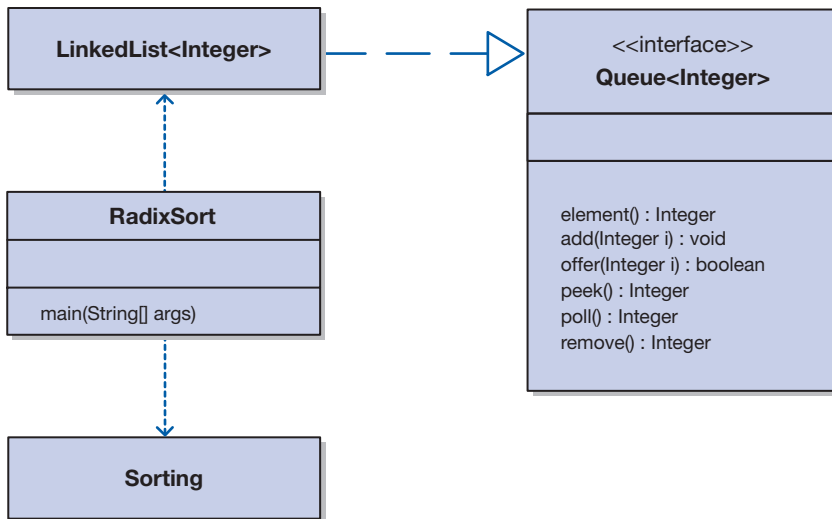 LinkedList<Integer>
<<interface>>
Queue<Integer>
element() : Integer
add(Integer i) : void
offer(Integer i) : boolean
peek() : Integer
poll() : Integer
remove() : Integer
RadixSort
main(String[] args)
Sorting